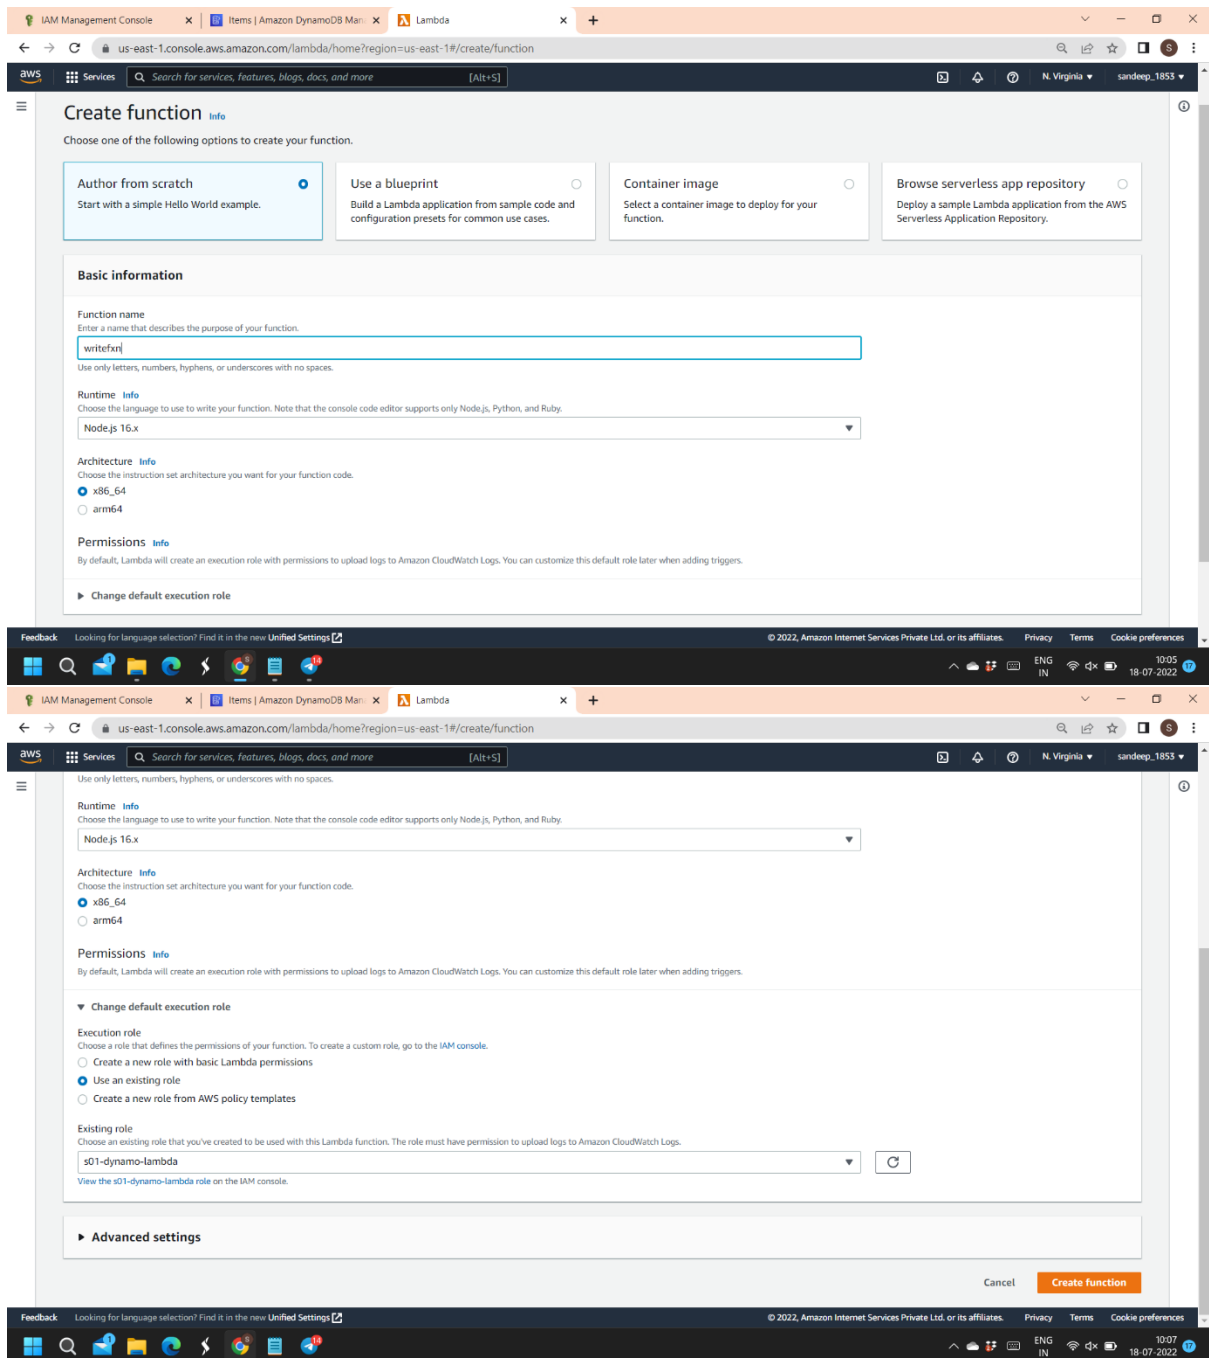 IAM Management Console
Items | Amazon DynamoDB Man
Lambda
us-east-1.console.aws.amazon.com/lambda/home?region=us-east-1#/create/function
S
aws
Services
Search for services, features, blogs, docs, and more
[Alt+S]
N. Virginia
sandeep_1853
Create function Info
Choose one of the following options to create your function.
Author from scratch
Start with a simple Hello World example.
Use a blueprint
Build a Lambda application from sample code and
configuration presets for common use cases.
Container image
Select a container image to deploy for your
function.
Browse serverless app repository
Deploy a sample Lambda application from the AWS
Serverless Application Repository.
Basic information
Function name
Enter a name that describes the purpose of your function.
writefxn
Use only letters, numbers, hyphens, or underscores with no spaces.
Runtime Info
Choose the language to use to write your function. Note that the console code editor supports only Node.js, Python, and Ruby.
Node.js 16.x
Architecture Info
Choose the instruction set architecture you want for your function code.
x86_64
arm64
Permissions Info
By default, Lambda will create an execution role with permissions to upload logs to Amazon CloudWatch Logs. You can customize this default role later when adding triggers.
Change default execution role
Feedback
Looking for language selection? Find it in the new Unified Settings
© 2022, Amazon Internet Services Private Ltd. or its affiliates.
Privacy
Terms
Cookie preferences
ENG
IN
10:05
18-07-2022
17
IAM Management Console
Items | Amazon DynamoDB Man
Lambda
us-east-1.console.aws.amazon.com/lambda/home?region=us-east-1#/create/function
S
aws
Services
Search for services, features, blogs, docs, and more
[Alt+S]
N. Virginia
sandeep_1853
Use only letters, numbers, hyphens, or underscores with no spaces.
Runtime Info
Choose the language to use to write your function. Note that the console code editor supports only Node.js, Python, and Ruby.
Node.js 16.x
Architecture Info
Choose the instruction set architecture you want for your function code.
x86_64
arm64
Permissions Info
By default, Lambda will create an execution role with permissions to upload logs to Amazon CloudWatch Logs. You can customize this default role later when adding triggers.
Change default execution role
Execution role
Choose a role that defines the permissions of your function. To create a custom role, go to the IAM console.
Create a new role with basic Lambda permissions
Use an existing role
Create a new role from AWS policy templates
Existing role
Choose an existing role that you've created to be used with this Lambda function. The role must have permission to upload logs to Amazon CloudWatch Logs.
s01-dynamo-lambda
View the s01-dynamo-lambda role on the IAM console.
Advanced settings
Cancel
Create function
Feedback
Looking for language selection? Find it in the new Unified Settings
© 2022, Amazon Internet Services Private Ltd. or its affiliates.
Privacy
Terms
Cookie preferences
14
ENG
IN
10:07
18-07-2022
17